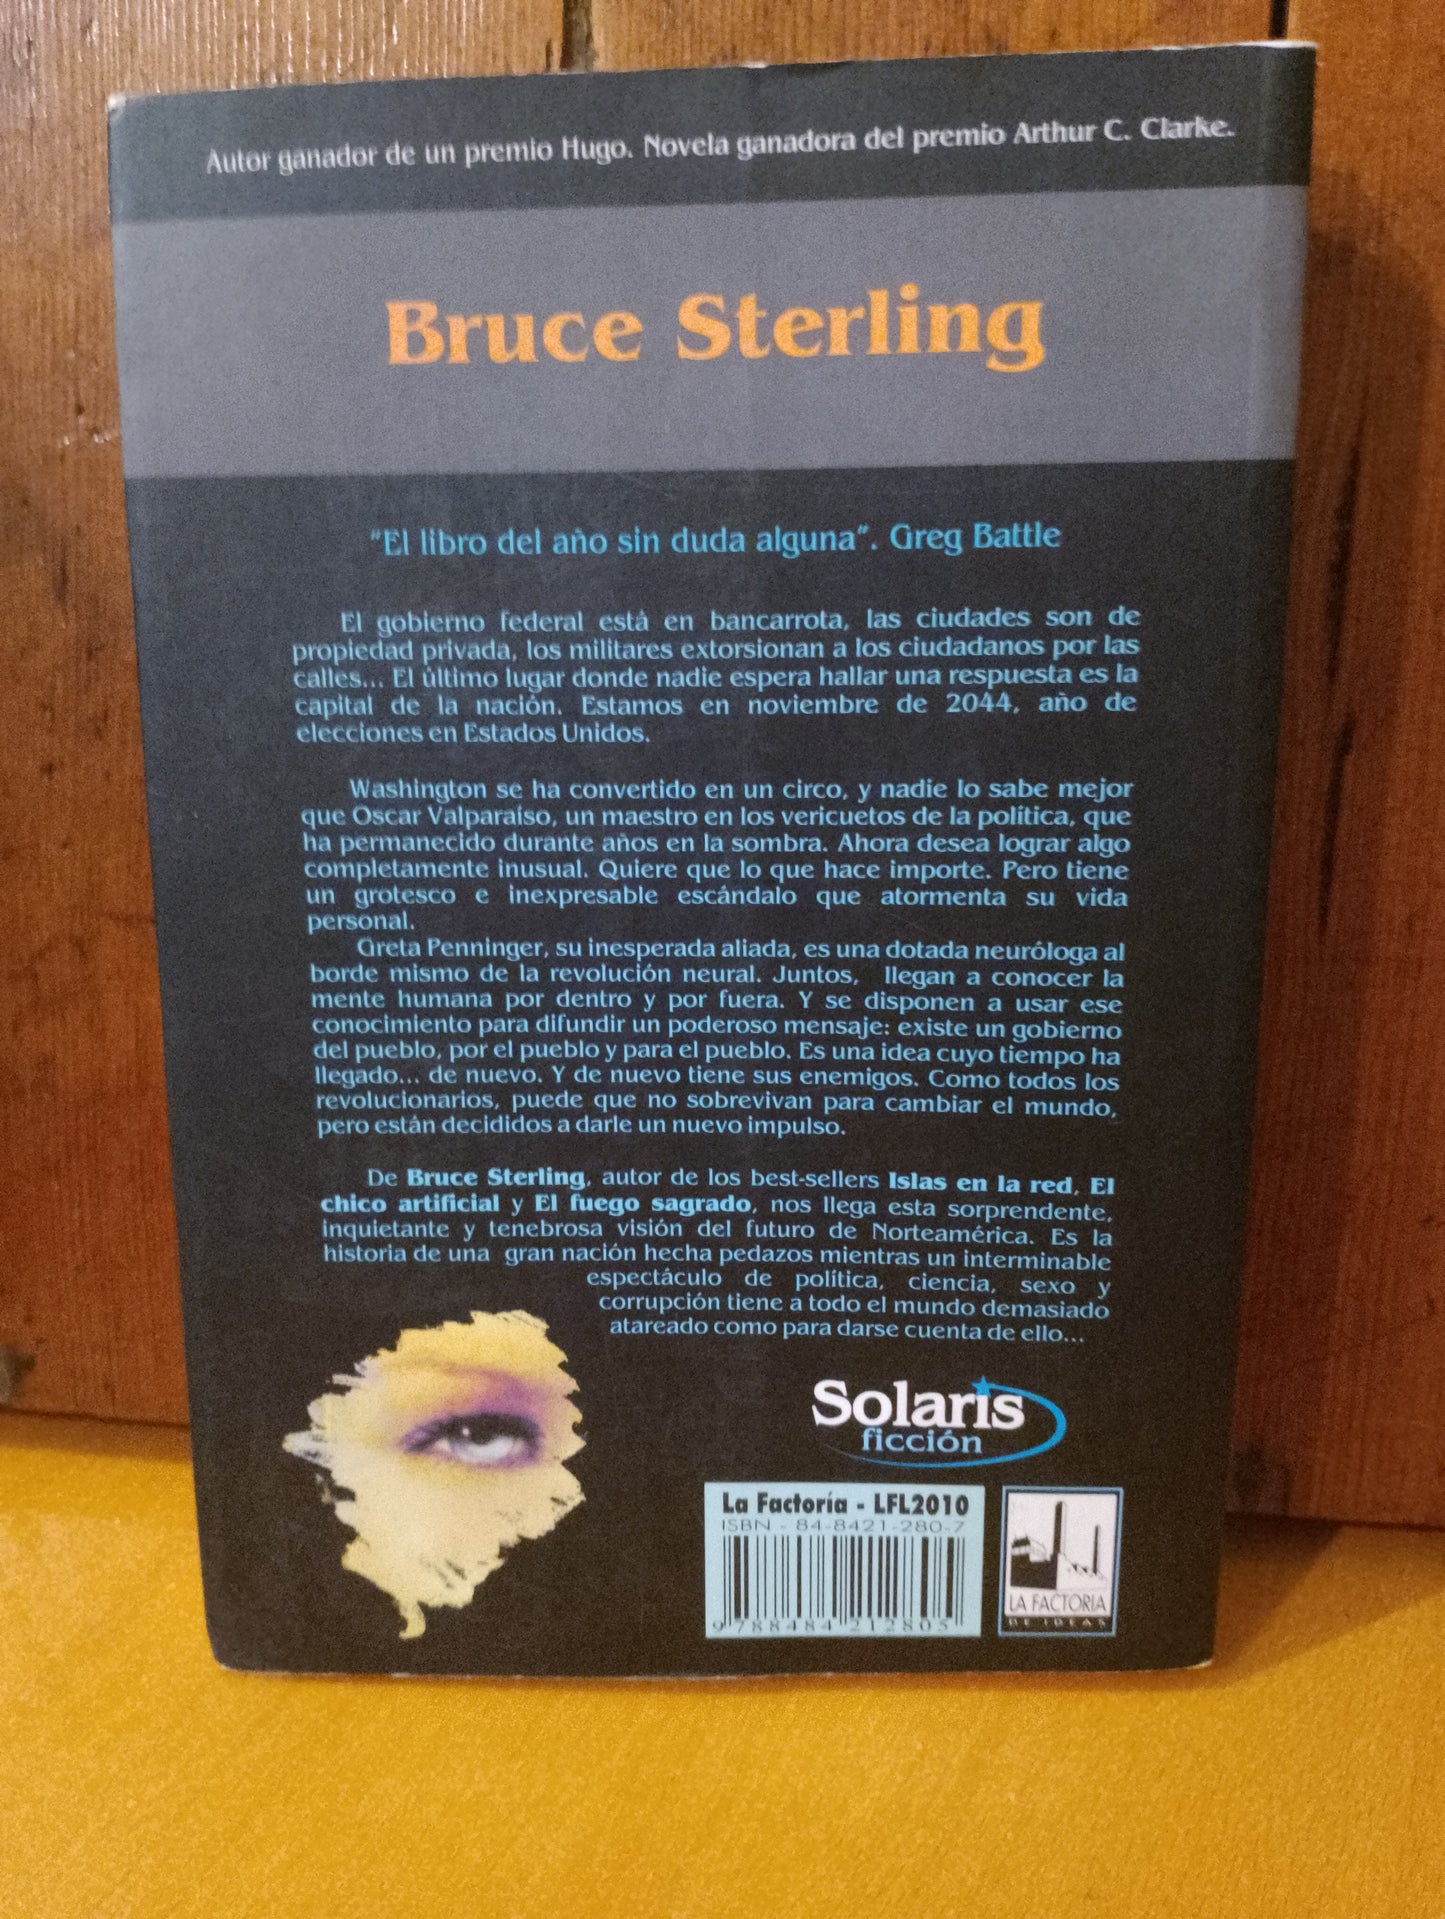 Autor ganador de un premio Hugo. Novela ganadora del premio Arthur C. Clarke.
Bruce Sterling
"El libro del año sin duda alguna". Greg Battle
El gobierno federal está en bancarrota, las ciudades son de
propiedad privada, los militares extorsionan a los ciudadanos por las
calles... El último lugar donde nadie espera hallar una respuesta es la
capital de la nación. Estamos en noviembre de 2044, año de
elecciones en Estados Unidos.
Washington se ha convertido en un circo, y nadie lo sabe mejor
que Oscar Valparaíso, un maestro en los vericuetos de la política, que
ha permanecido durante años en la sombra. Ahora desea lograr algo
completamente inusual. Quiere que lo que hace importe. Pero tiene
un grotesco e inexpresable escándalo que atormenta su vida
personal.
Greta Penninger, su inesperada aliada, es una dotada neuróloga al
borde mismo de la revolución neural. Juntos, llegan a conocer la
mente humana por dentro y por fuera. Y se disponen a usar ese
conocimiento para difundir un poderoso mensaje: existe un gobierno
del pueblo, por el pueblo y para el pueblo. Es una idea cuyo tiempo ha
llegado... de nuevo. Y de nuevo tiene sus enemigos. Como todos los
revolucionarios, puede que no sobrevivan para cambiar el mundo,
pero están decididos a darle un nuevo impulso.
De Bruce Sterling, autor de los best-sellers Islas en la red, El
chico artificial y El fuego sagrado, nos llega esta sorprendente,
inquietante y tenebrosa visión del futuro de Norteamérica. Es la
historia de una gran nación hecha pedazos mientras un interminable
espectáculo de política, ciencia, sexo y
corrupción tiene a todo el mundo demasiado
atareado como para darse cuenta de ello...
Solaris
ficción
La Factoría - LFL2010
ISBN - 84-8421-280-7
9 788484 212805
LA FACTORIA
DE IDEAS